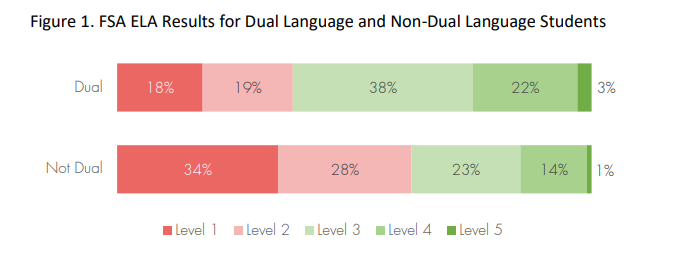 Figure 1. FSA ELA Results for Dual Language and Non-Dual Language Students
Dual 18% 19% 38% 22% 3%
Not Dual 34% 28% 23% 14% 1%
Level 1 Level 2 Level 3 Level 4 Level 5